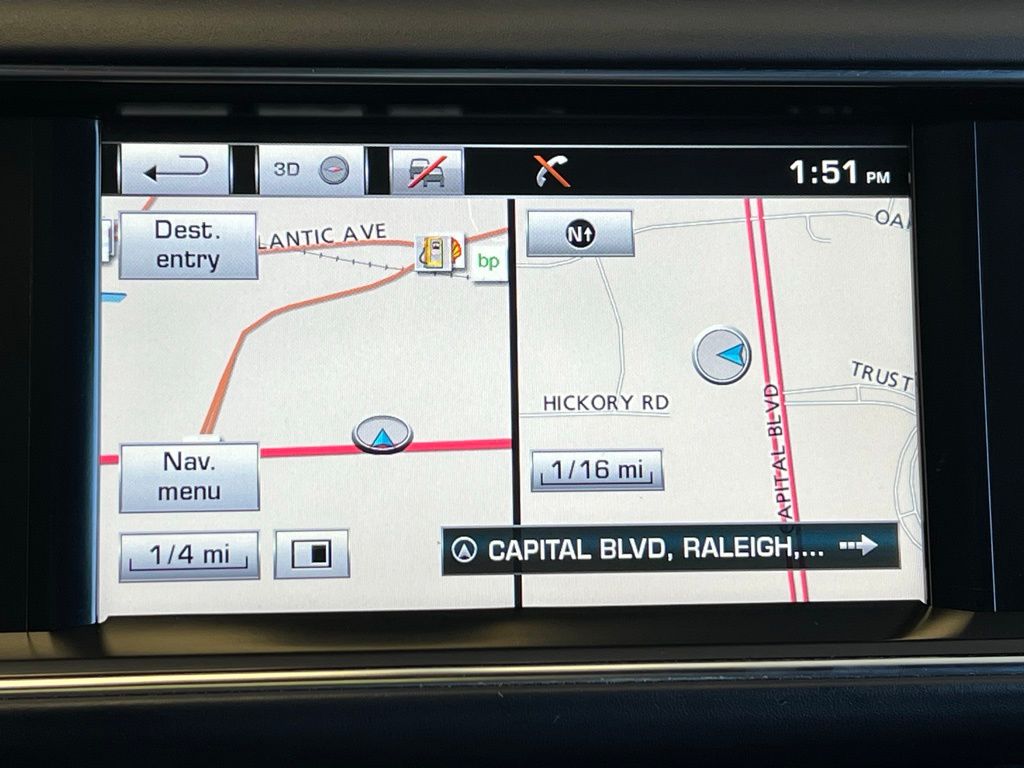 3D
1:51 PM
Dest.
entry
LANTIC AVE
bp
N
OA
HICKORY RD
TRUST
CAPITAL BLVD
Nav.
menu
1/16 mi
1/4 mi
CAPITAL BLVD, RALEIGH,...